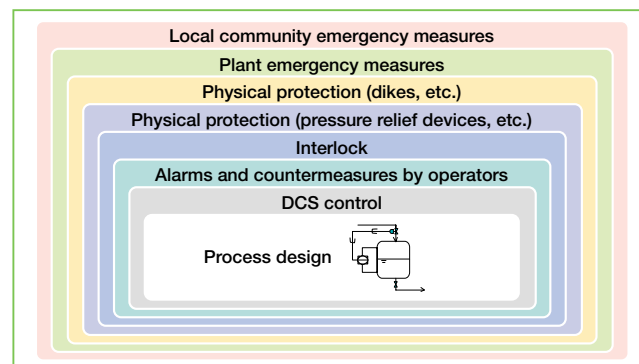 Local community emergency measures
Plant emergency measures
Physical protection (dikes, etc.)
Physical protection (pressure relief devices, etc.)
Interlock
Alarms and countermeasures by operators
DCS control
Process design